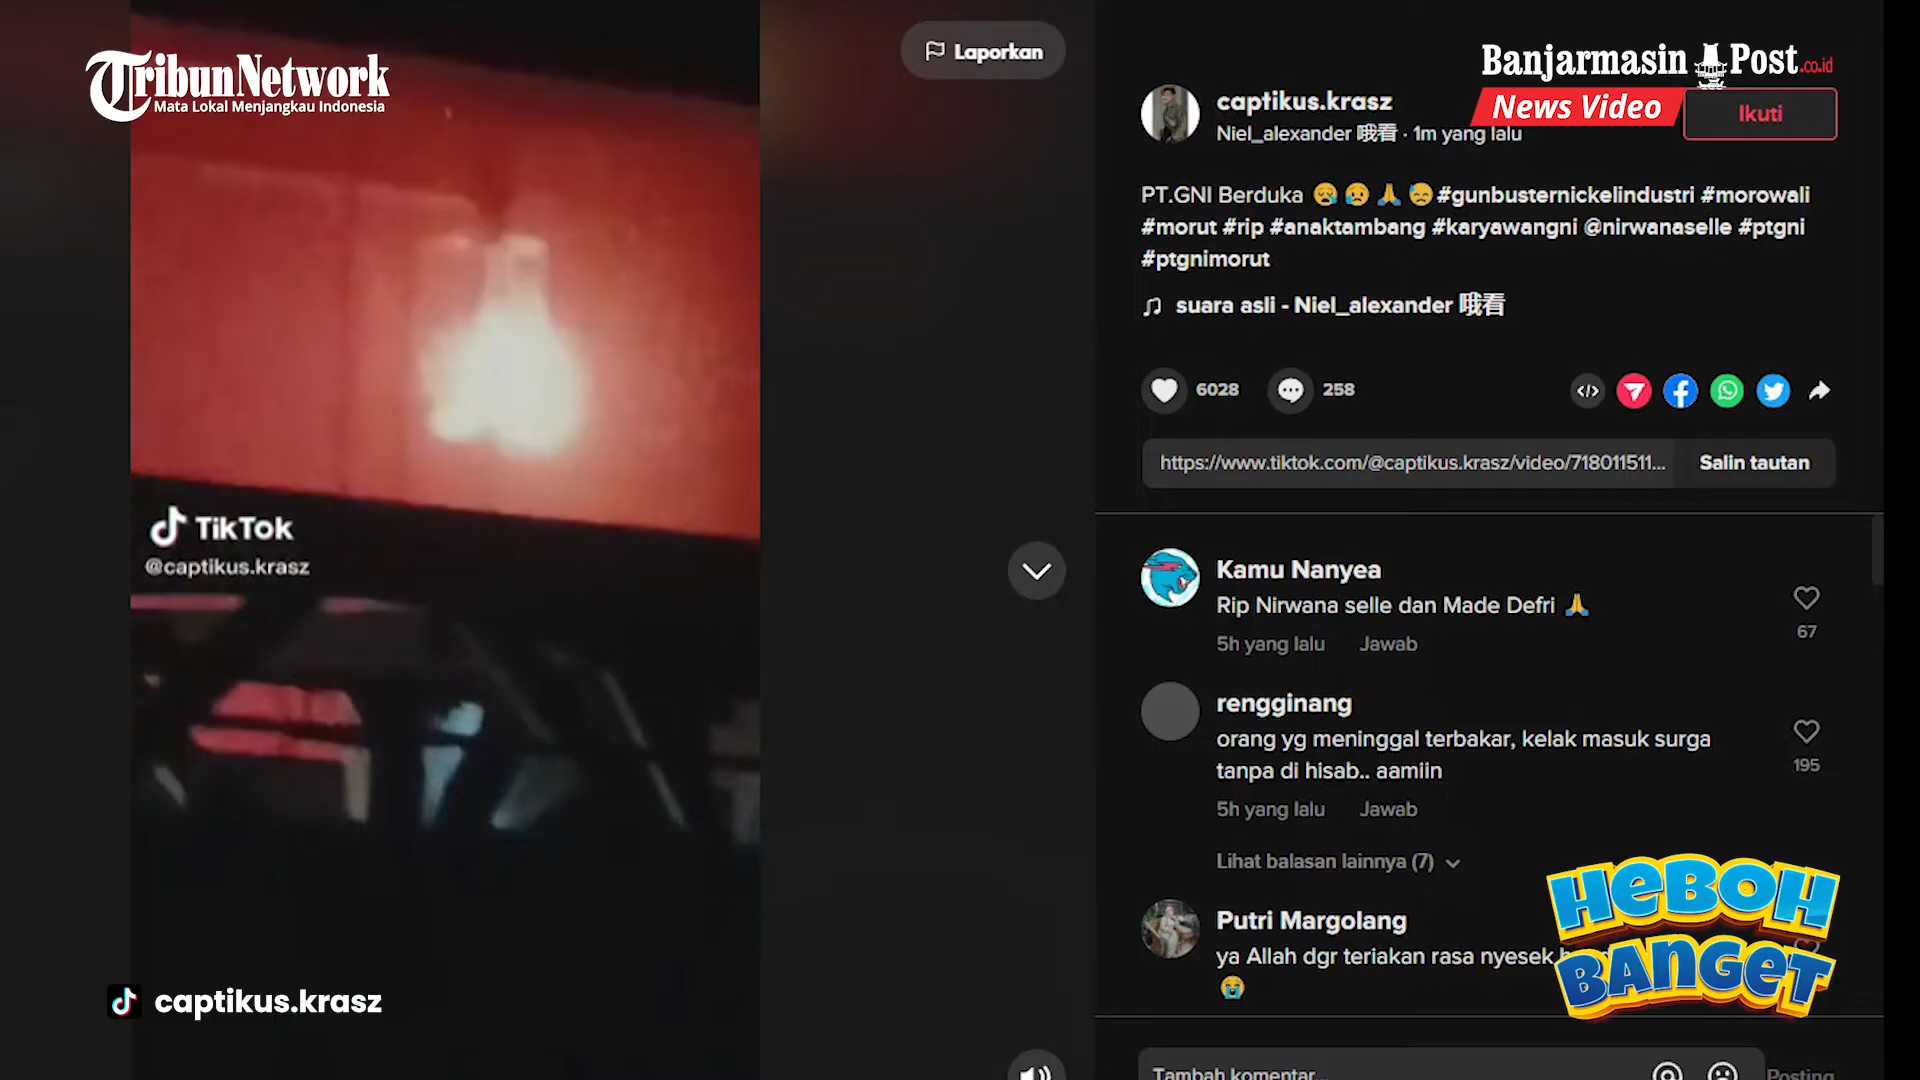 TribunNetwork
Mata Lokal Menjangkau Indonesia
Laporkan
Banjarmasin Post.co.id
News Video
Ikuti
captikus.krasz
Niel_alexander 哦看 · 1m yang lalu
PT.GNI Berduka 😪😥🙏😓#gunbusternickelindustri #morowali
#morut #rip #anaktambang #karyawangni @nirwanaselle #ptgni
#ptgnimorut
suara asli - Niel_alexander 哦看
6028
258
https://www.tiktok.com/@captikus.krasz/video/718011511...
Salin tautan
TikTok
@captikus.krasz
Kamu Nanyea
Rip Nirwana selle dan Made Defri 🙏
67
5h yang lalu Jawab
rengginang
orang yg meninggal terbakar, kelak masuk surga
tanpa di hisab.. aamiin
195
5h yang lalu Jawab
Lihat balasan lainnya (7)
Putri Margolang
ya Allah dgr teriakan rasa nyesek
😭
HEBOH
BANGET
captikus.krasz
Tambah komentar...
Posting